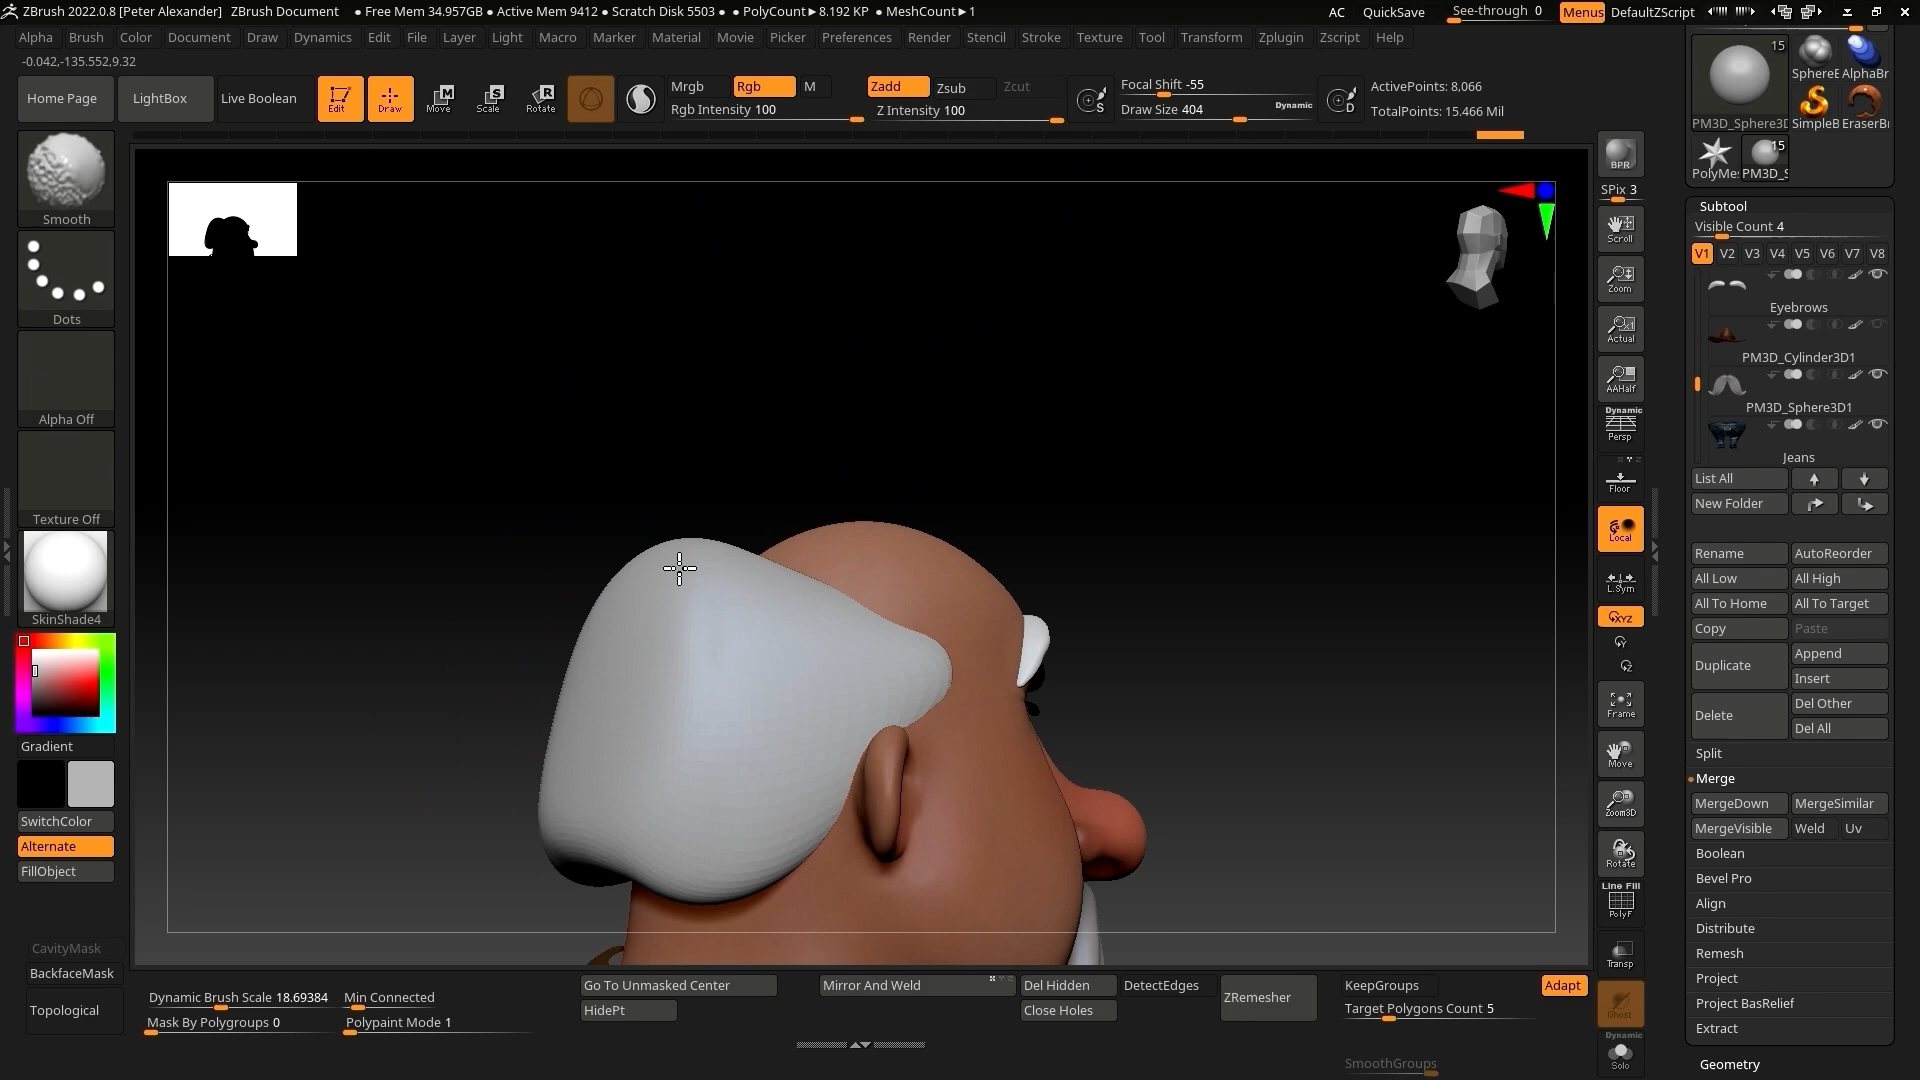 ZBrush 2022.0.8 [Peter Alexander] ZBrush Document • Free Mem 34.957GB • Active Mem 9412 • Scratch Disk 5503 • • PolyCount▸8.192 KP • MeshCount▸1 AC QuickSave See-through 0 Menus DefaultZScript
Alpha Brush Color Document Draw Dynamics Edit File Layer Light Macro Marker Material Movie Picker Preferences Render Stencil Stroke Texture Tool Transform Zplugin Zscript Help
-0.042,-135.552,9.32
Home Page LightBox Live Boolean Edit Draw Move Scale Rotate
Mrgb Rgb M
Rgb Intensity 100
Zadd Zsub Zcut
Z Intensity 100
Focal Shift -55
Draw Size 404 Dynamic
ActivePoints: 8,066
TotalPoints: 15.466 Mil
Smooth
Dots
Alpha Off
Texture Off
SkinShade4
Gradient
SwitchColor
Alternate
FillObject
CavityMask
BackfaceMask
Topological
BPR
SPix 3
Scroll
Zoom
Actual
AAHalf
Dynamic
Persp
Floor
Local
L.Sym
XYZ
Y
Z
Frame
Move
Zoom3D
Rotate
Line Fill
PolyF
Transp
Ghost
Dynamic
Solo
15
SphereB AlphaBr
PM3D_Sphere3D SimpleB EraserBr
15
PolyMes PM3D_S
Subtool
Visible Count 4
V1 V2 V3 V4 V5 V6 V7 V8
Eyebrows
PM3D_Cylinder3D1
PM3D_Sphere3D1
Jeans
List All
New Folder
Rename AutoReorder
All Low All High
All To Home All To Target
Copy Paste
Duplicate Append
Insert
Delete Del Other
Del All
Split
Merge
MergeDown MergeSimilar
MergeVisible Weld Uv
Boolean
Bevel Pro
Align
Distribute
Remesh
Project
Project BasRelief
Extract
Geometry
Dynamic Brush Scale 18.69384 Min Connected
Mask By Polygroups 0 Polypaint Mode 1
Go To Unmasked Center
HidePt
Mirror And Weld
Del Hidden DetectEdges
Close Holes
ZRemesher
KeepGroups Adapt
Target Polygons Count 5
SmoothGroups